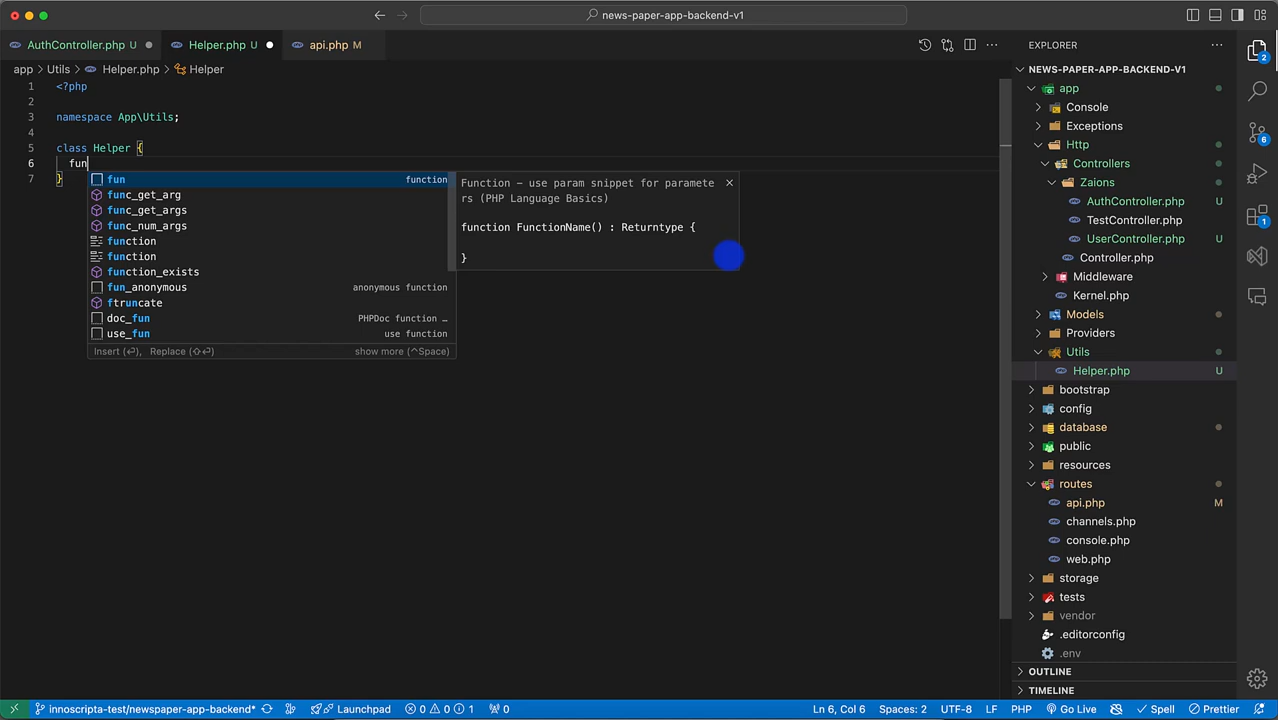 news-paper-app-backend-v1
AuthController.php U
Helper.php U
api.php M
EXPLORER
app
Utils
Helper.php
Helper
1 <?php
2
3 namespace App\Utils;
4
5 class Helper {
6 fun
7 }
fun function
func_get_arg
func_get_args
func_num_args
function
function
function_exists
fun_anonymous anonymous function
ftruncate
doc_fun PHPDoc function …
use_fun use function
Insert (⏎), Replace (⇧⏎) show more (^Space)
Function – use param snippet for paramete
rs (PHP Language Basics)
function FunctionName() : Returntype {
}
NEWS-PAPER-APP-BACKEND-V1
app
Console
Exceptions
Http
Controllers
Zaions
AuthController.php U
TestController.php
UserController.php U
Controller.php
Middleware
Kernel.php
Models
Providers
Utils
Helper.php U
bootstrap
config
database
public
resources
routes
api.php M
channels.php
console.php
web.php
storage
tests
vendor
.editorconfig
.env
OUTLINE
TIMELINE
2
6
1
innoscripta-test/newspaper-app-backend* Launchpad 0 0 1 0 Ln 6, Col 6 Spaces: 2 UTF-8 LF PHP Go Live Spell Prettier